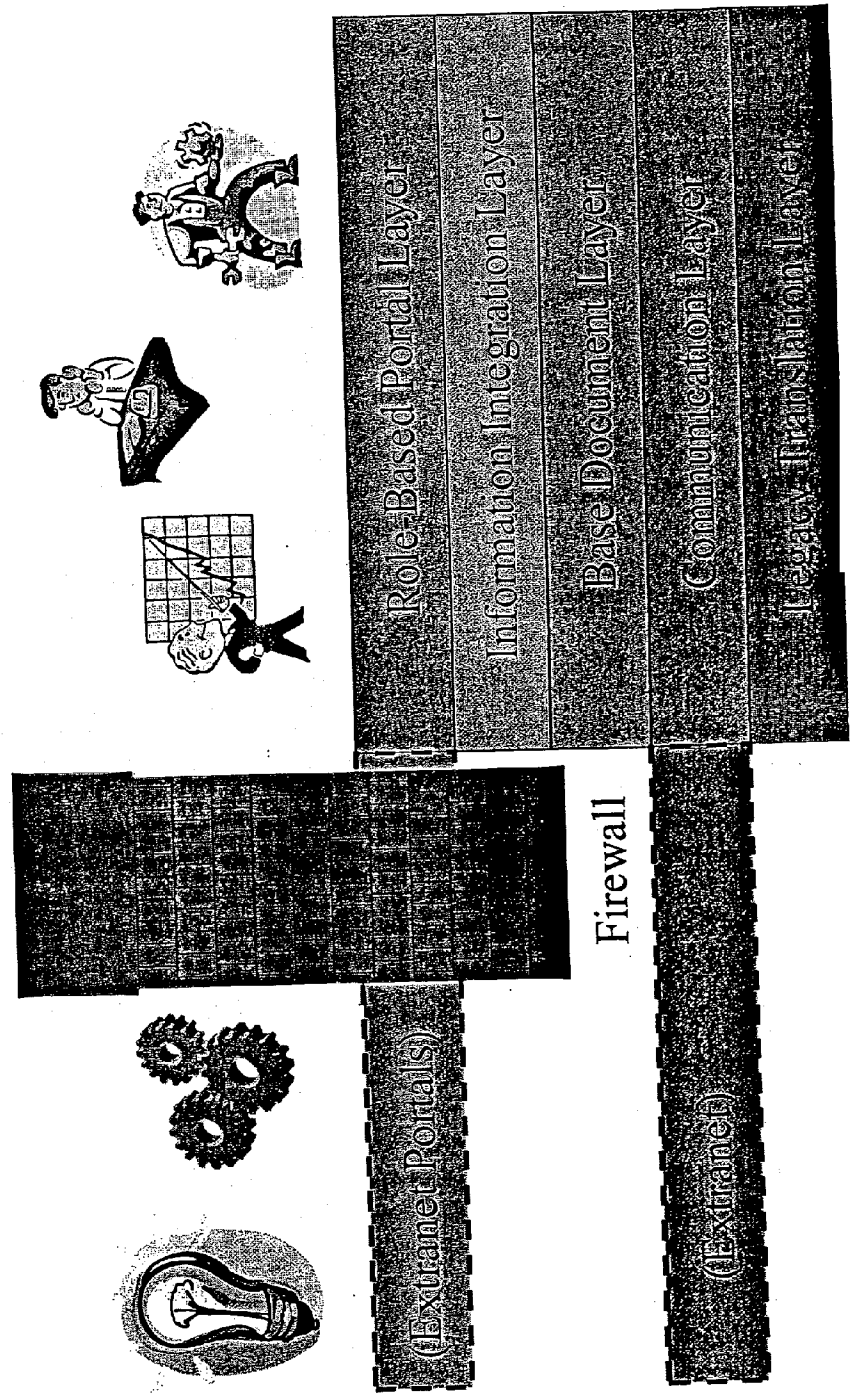 Role-Based Portal Layer
Information Integration Layer
Base Document Layer
Communication Layer
Legacy Translation Layer
Firewall
(Extranet Portals)
(Extranet)